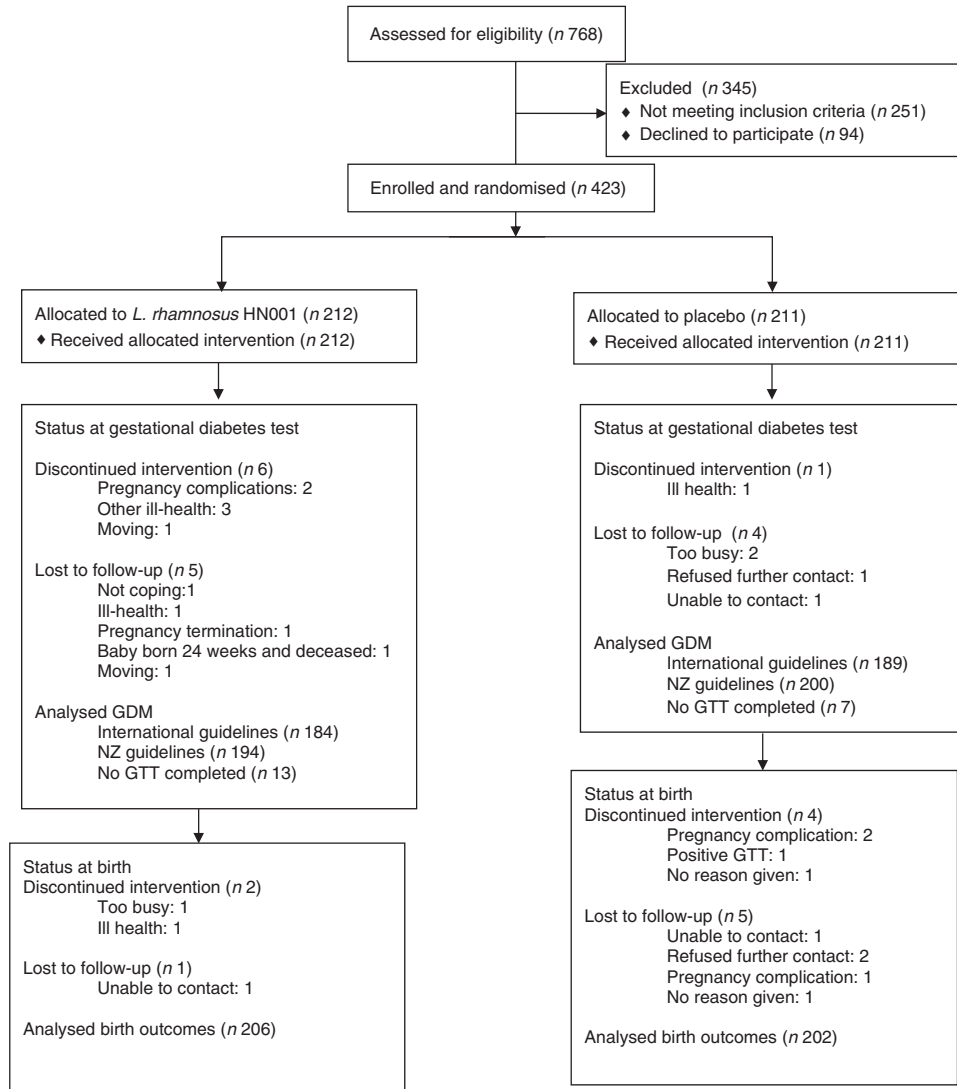 Assessed for eligibility (n 768)
Excluded (n 345)
♦ Not meeting inclusion criteria (n 251)
♦ Declined to participate (n 94)
Enrolled and randomised (n 423)
Allocated to L. rhamnosus HN001 (n 212)
♦ Received allocated intervention (n 212)
Allocated to placebo (n 211)
♦ Received allocated intervention (n 211)
Status at gestational diabetes test
Discontinued intervention (n 6)
Pregnancy complications: 2
Other ill-health: 3
Moving: 1
Lost to follow-up (n 5)
Not coping:1
Ill-health: 1
Pregnancy termination: 1
Baby born 24 weeks and deceased: 1
Moving: 1
Analysed GDM
International guidelines (n 184)
NZ guidelines (n 194)
No GTT completed (n 13)
Status at gestational diabetes test
Discontinued intervention (n 1)
Ill health: 1
Lost to follow-up (n 4)
Too busy: 2
Refused further contact: 1
Unable to contact: 1
Analysed GDM
International guidelines (n 189)
NZ guidelines (n 200)
No GTT completed (n 7)
Status at birth
Discontinued intervention (n 2)
Too busy: 1
Ill health: 1
Lost to follow-up (n 1)
Unable to contact: 1
Analysed birth outcomes (n 206)
Status at birth
Discontinued intervention (n 4)
Pregnancy complication: 2
Positive GTT: 1
No reason given: 1
Lost to follow-up (n 5)
Unable to contact: 1
Refused further contact: 2
Pregnancy complication: 1
No reason given: 1
Analysed birth outcomes (n 202)